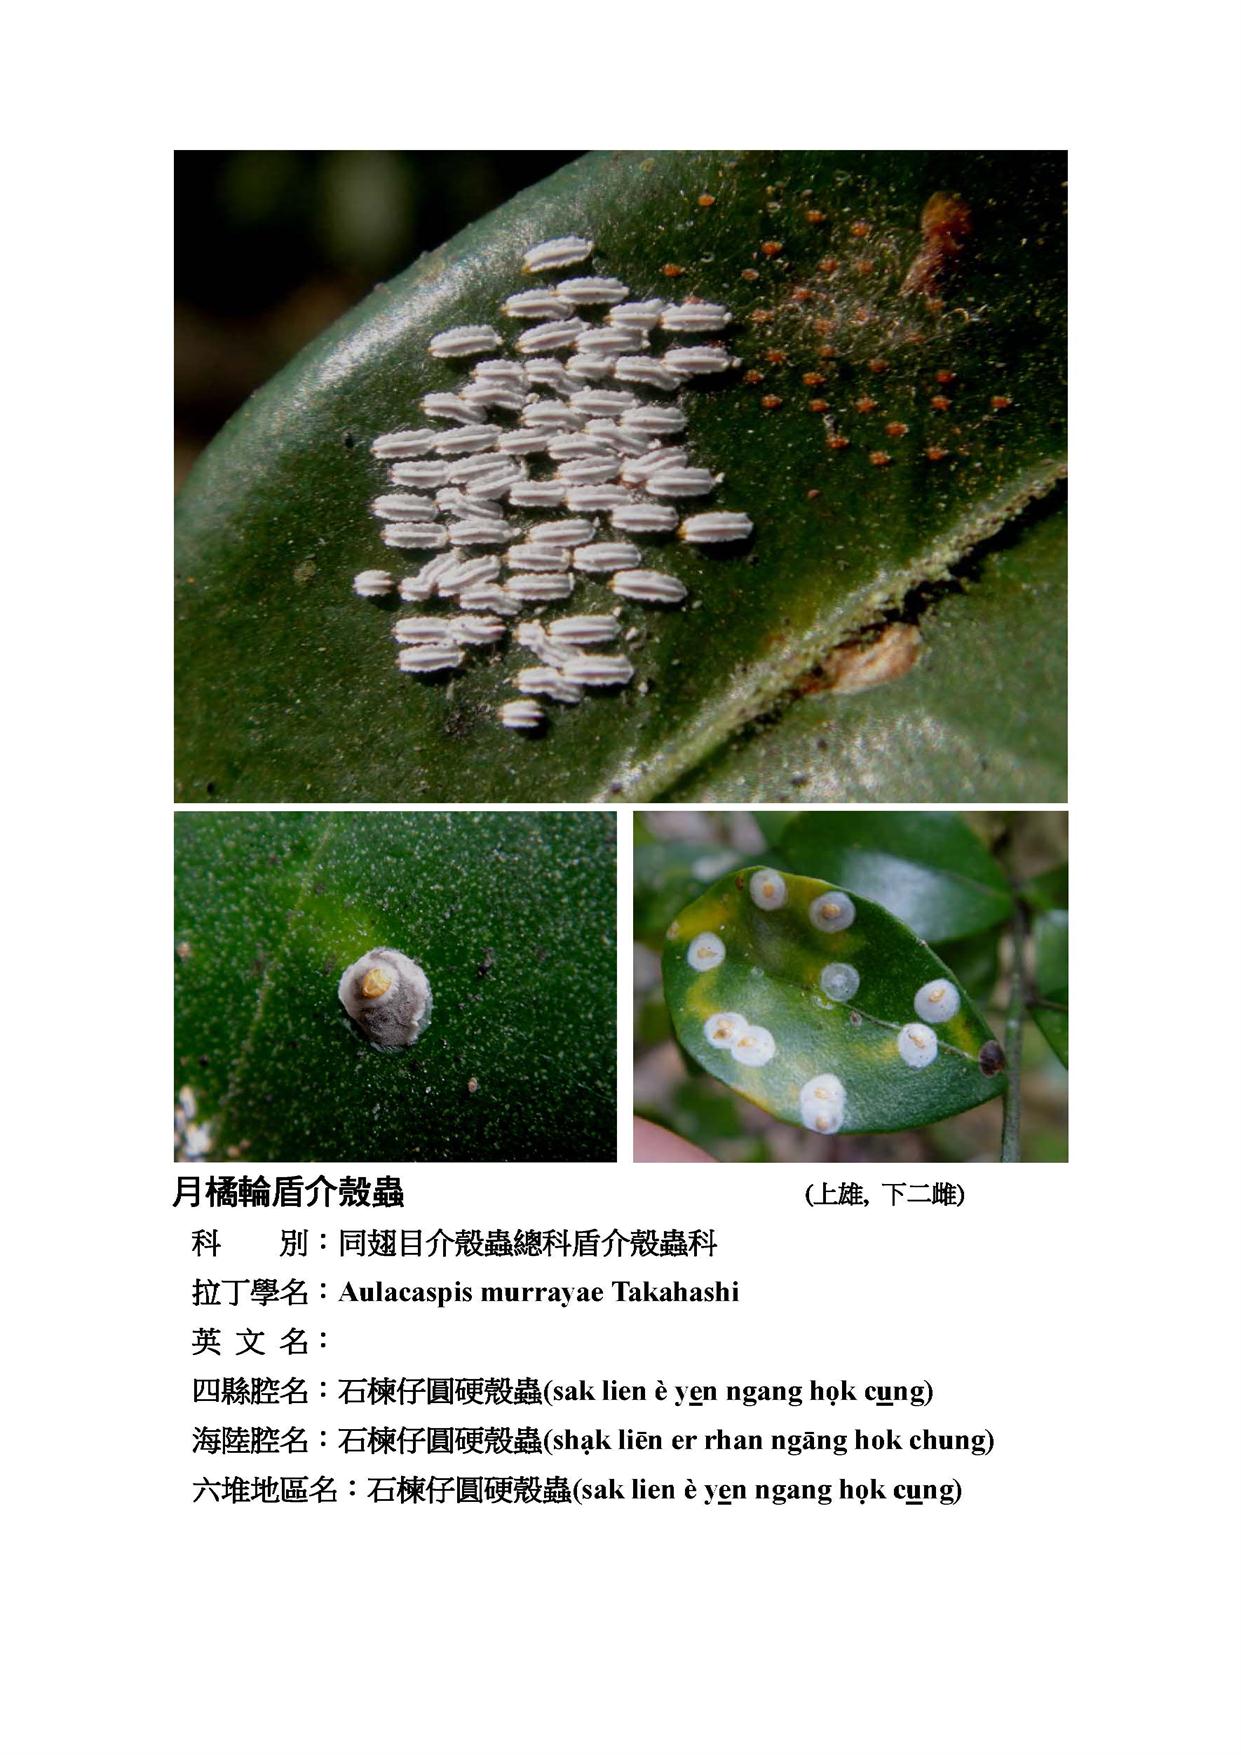 月橘輪盾介殼蟲 (上雄, 下二雌)
科 別：同翅目介殼蟲總科盾介殼蟲科
拉丁學名：Aulacaspis murrayae Takahashi
英 文 名：
四縣腔名：石楝仔圓硬殼蟲(sak lien è yen ngang họk cung)
海陸腔名：石楝仔圓硬殼蟲(shạk liēn er rhan ngāng hok chung)
六堆地區名：石楝仔圓硬殼蟲(sak lien è yen ngang họk cung)